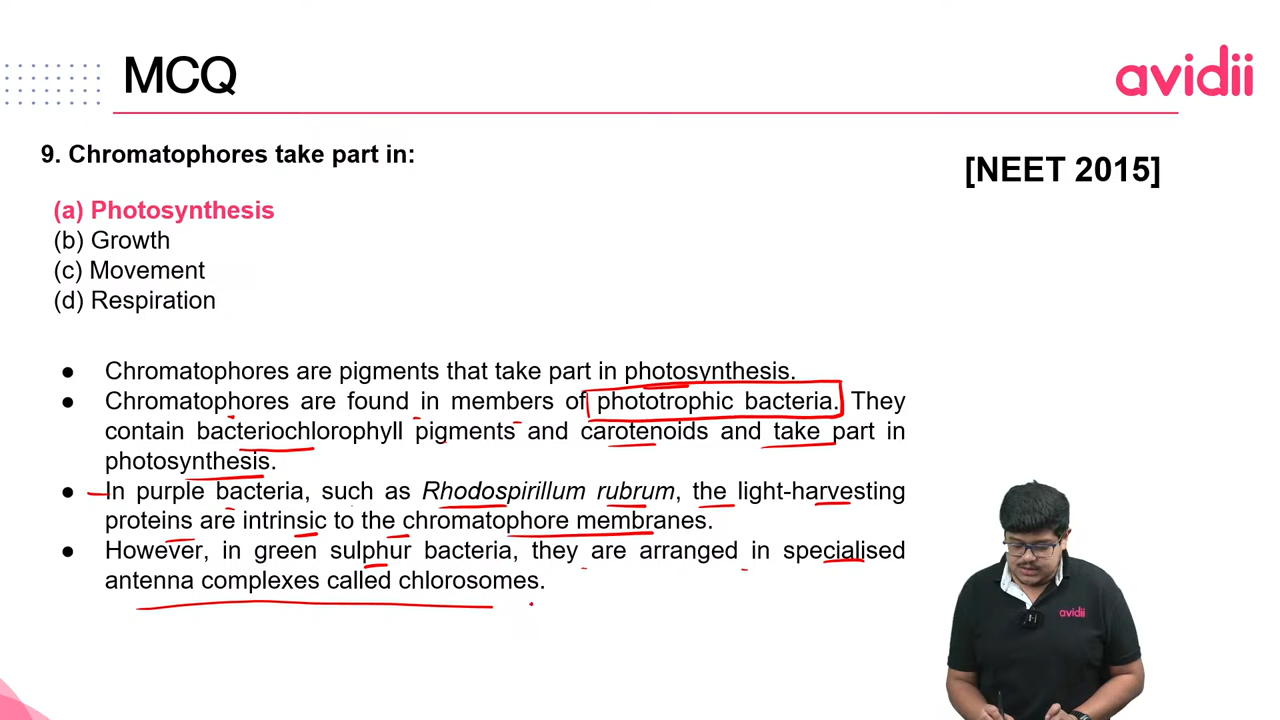 MCQ
avidii
9. Chromatophores take part in:
[NEET 2015]
(a) Photosynthesis
(b) Growth
(c) Movement
(d) Respiration
● Chromatophores are pigments that take part in photosynthesis.
● Chromatophores are found in members of phototrophic bacteria. They
contain bacteriochlorophyll pigments and carotenoids and take part in
photosynthesis.
● In purple bacteria, such as Rhodospirillum rubrum, the light-harvesting
proteins are intrinsic to the chromatophore membranes.
● However, in green sulphur bacteria, they are arranged in specialised
antenna complexes called chlorosomes.
avidii